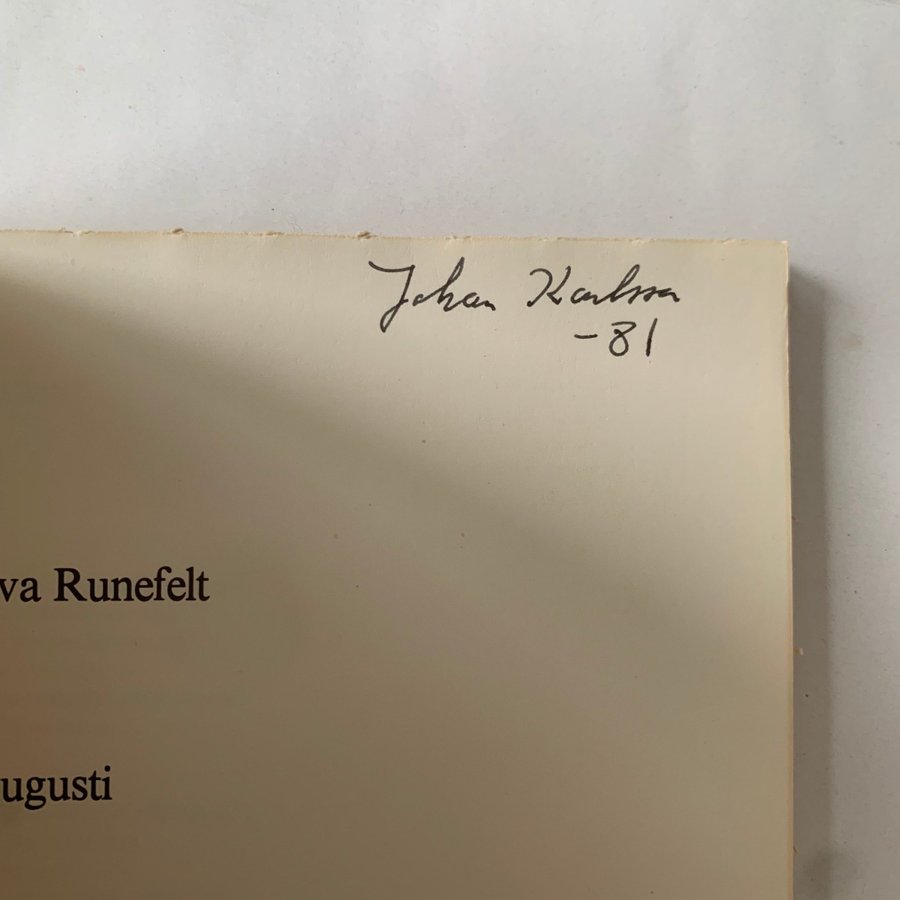 Johan Karlsson
-81
va Runefelt
ugusti